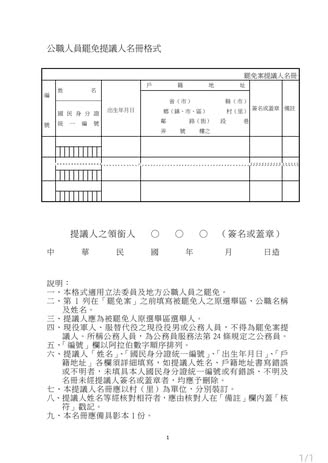 公職人員罷免提議人名冊格式
罷免案提議人名冊
編
號
姓 名
國民身分證
統一編號
出生年月日
戶 籍 地 址
省（市） 縣（市）
鄉（鎮、市、區） 村（里）
鄰 路（街） 段 巷
弄 號 樓之
簽名或蓋章
備註
提議人之領銜人 ○ ○ ○ （簽名或蓋章）
中 華 民 國 年 月 日造
說明：
一、本格式適用立法委員及地方公職人員之罷免。
二、第 1 列在「罷免案」之前填寫被罷免人之原選舉區、公職名稱
及姓名。
三、提議人應為被罷免人原選舉區選舉人。
四、現役軍人、服替代役之現役役男或公務人員，不得為罷免案提
議人。所稱公務人員，為公務員服務法第 24 條規定之公務員。
五、「編號」欄以阿拉伯數字順序排列。
六、提議人「姓名」、「國民身分證統一編號」、「出生年月日」、「戶
籍地址」各欄須詳細填寫，如提議人姓名、戶籍地址書寫錯誤
或不明者，未填具本人國民身分證統一編號或有錯誤、不明及
名冊未經提議人簽名或蓋章者，均應予刪除。
七、本提議人名冊應以村（里）為單位，分別裝訂。
八、提議人姓名等經核對相符者，應由核對人在「備註」欄內蓋「核
符」戳記。
九、本名冊應備具影本 1 份。
1
1/1